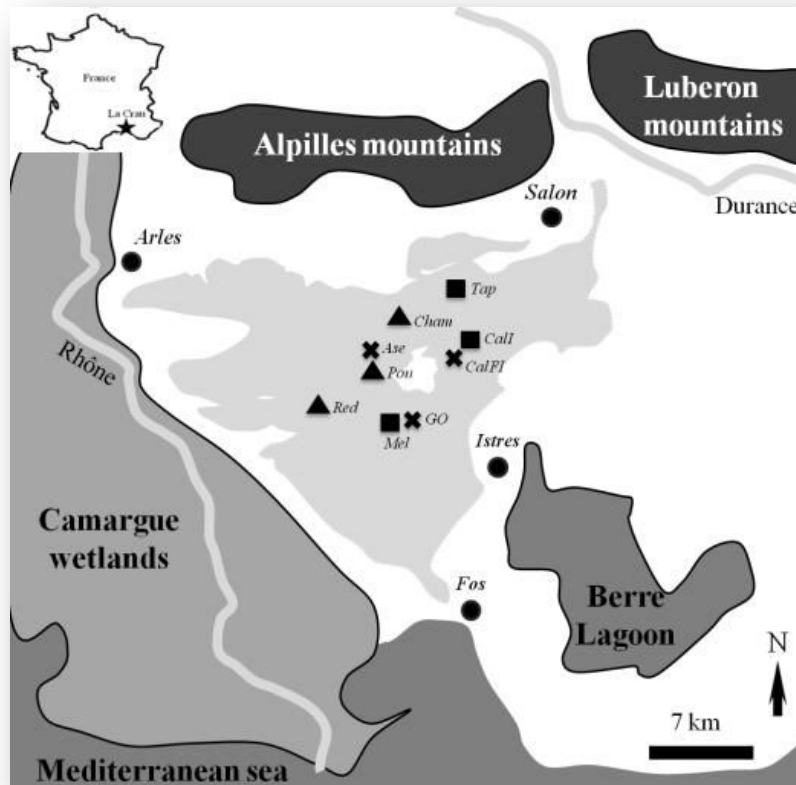 France
La Crau
Luberon
mountains
Alpilles mountains
Durance
Salon
Arles
Tap
Cham
CalI
Ase
CalFI
Pou
Rhône
Red
GO
Mel
Istres
Camargue
wetlands
Fos
Berre
Lagoon
N
7 km
Mediterranean sea